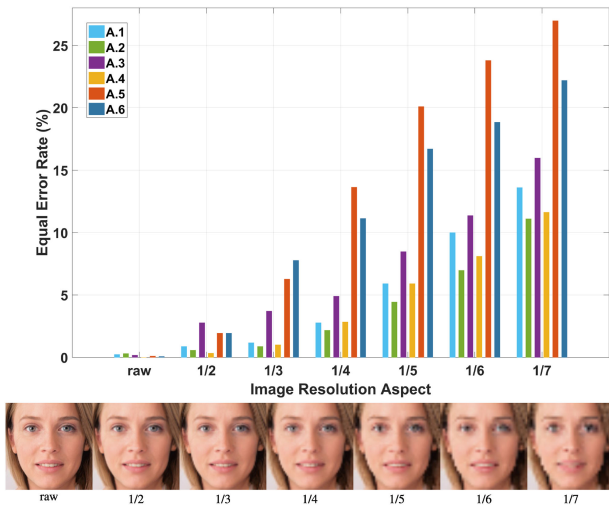 25
20
15
10
5
0
Equal Error Rate (%)
A.1
A.2
A.3
A.4
A.5
A.6
raw 1/2 1/3 1/4 1/5 1/6 1/7
Image Resolution Aspect
raw 1/2 1/3 1/4 1/5 1/6 1/7